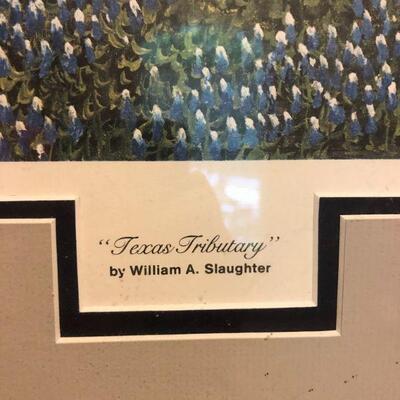 “Texas Tributary”
by William A. Slaughter